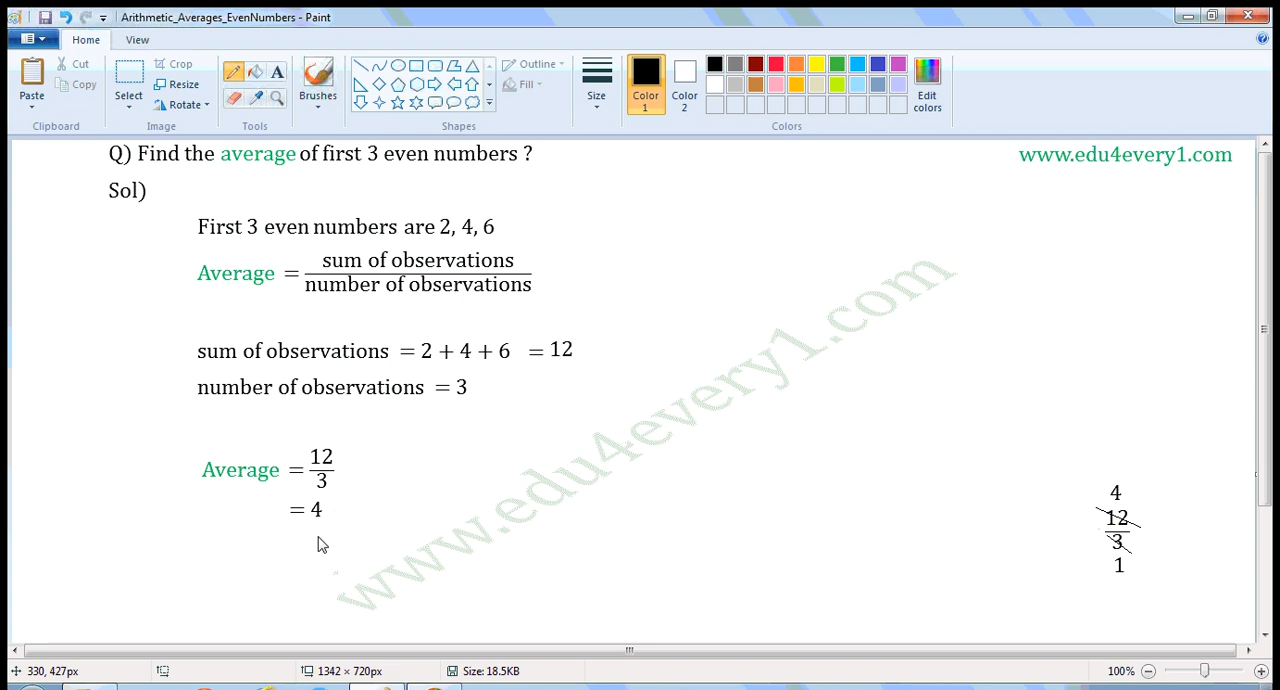 Arithmetic_Averages_EvenNumbers - Paint
Home View
Paste
Cut
Copy
Clipboard
Select
Crop
Resize
Rotate
Image
A
Tools
Brushes
Outline
Fill
Shapes
Size
Color 1
Color 2
Edit colors
Colors
Q) Find the average of first 3 even numbers ?
www.edu4every1.com
Sol)
First 3 even numbers are 2, 4, 6
Average = sum of observations
number of observations
sum of observations = 2 + 4 + 6 = 12
number of observations = 3
Average = 12
3
= 4
4
12
3
1
www.edu4every1.com
330, 427px
1342 × 720px
Size: 18.5KB
100%